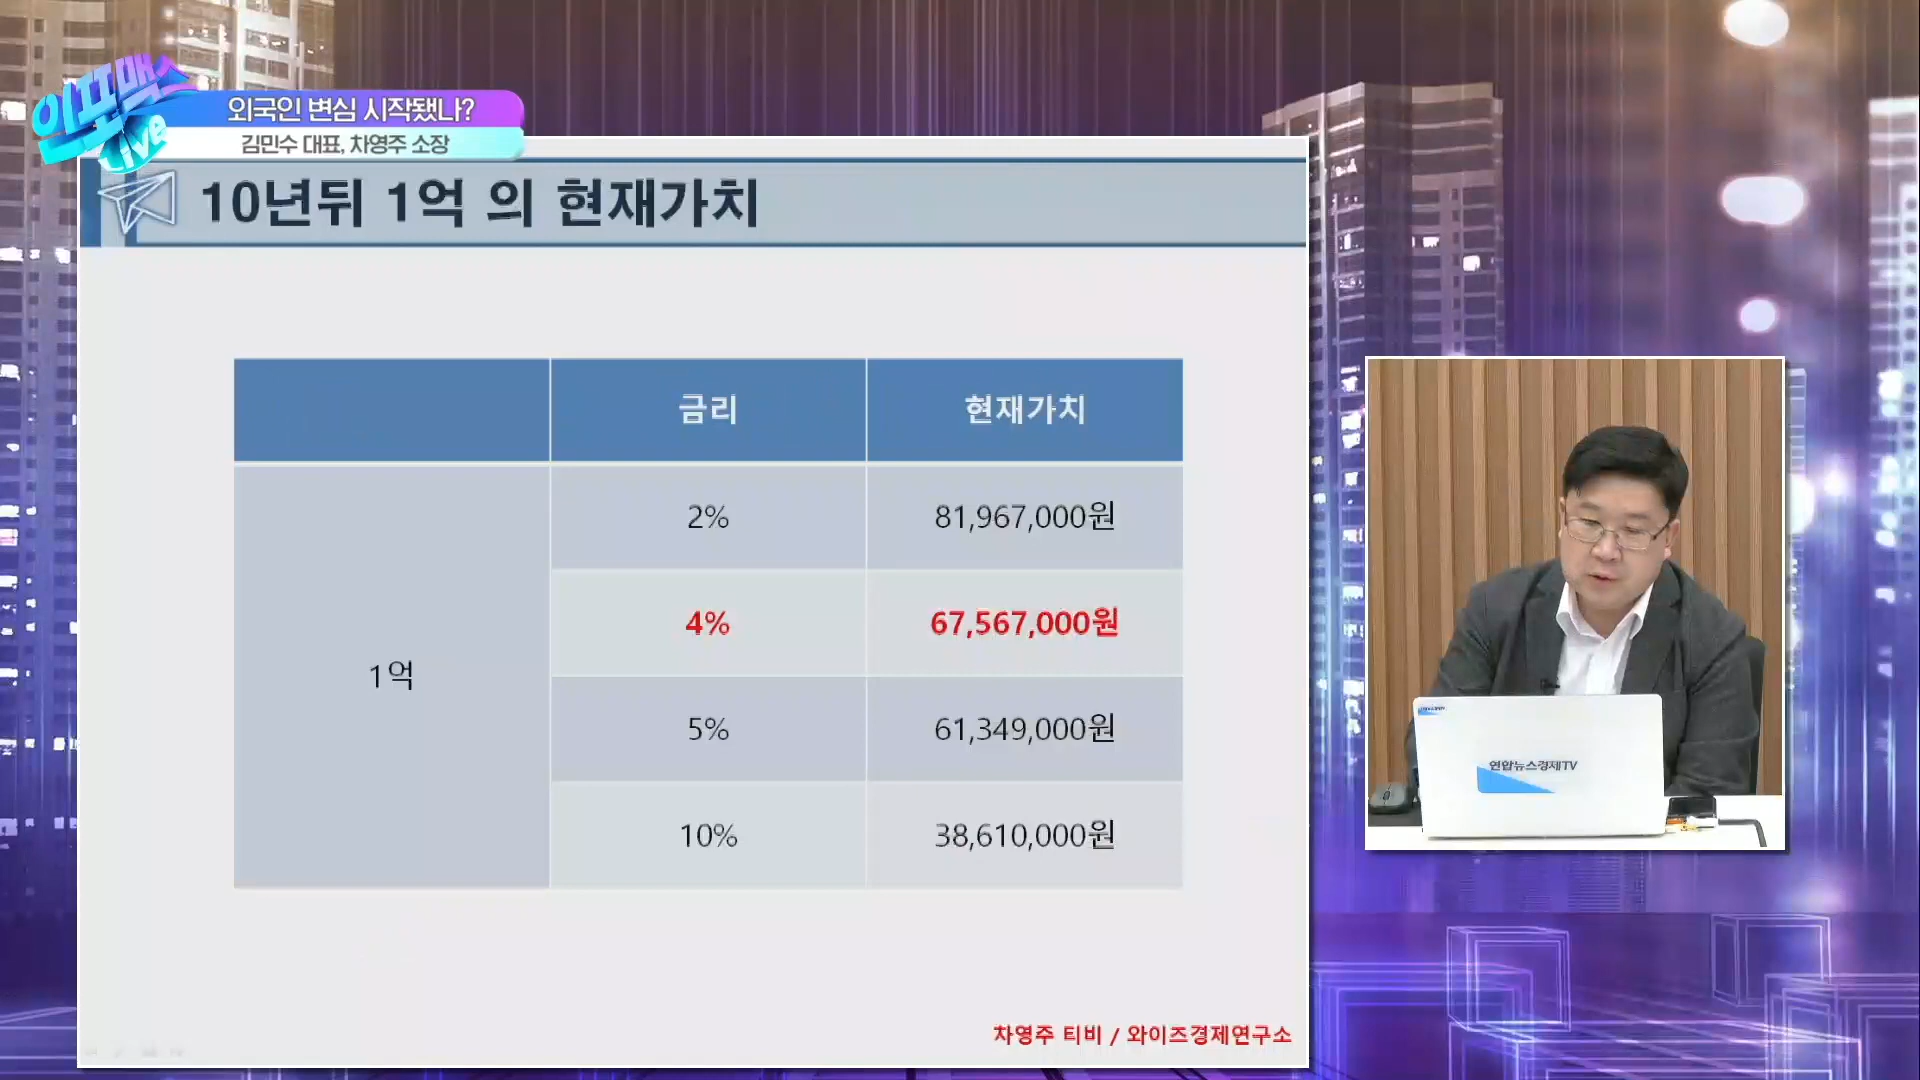 인포맥스
Live
외국인 변심 시작됐나?
김민수 대표, 차영주 소장
10년뒤 1억 의 현재가치
금리 현재가치
1억
2% 81,967,000원
4% 67,567,000원
5% 61,349,000원
10% 38,610,000원
연합뉴스경제TV
차영주 티비 / 와이즈경제연구소